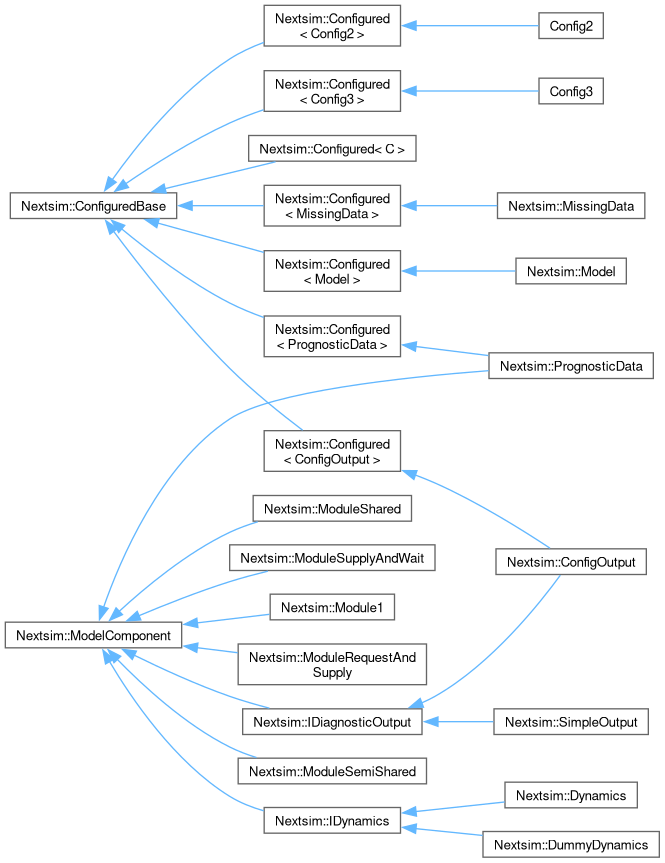 Nextsim::Configured
< Config2 >
Config2
Nextsim::Configured
< Config3 >
Config3
Nextsim::Configured< C >
Nextsim::ConfiguredBase
Nextsim::Configured
< MissingData >
Nextsim::MissingData
Nextsim::Configured
< Model >
Nextsim::Model
Nextsim::Configured
< PrognosticData >
Nextsim::PrognosticData
Nextsim::Configured
< ConfigOutput >
Nextsim::ModuleShared
Nextsim::ModuleSupplyAndWait
Nextsim::ConfigOutput
Nextsim::Module1
Nextsim::ModelComponent
Nextsim::ModuleRequestAnd
Supply
Nextsim::IDiagnosticOutput
Nextsim::SimpleOutput
Nextsim::ModuleSemiShared
Nextsim::Dynamics
Nextsim::IDynamics
Nextsim::DummyDynamics